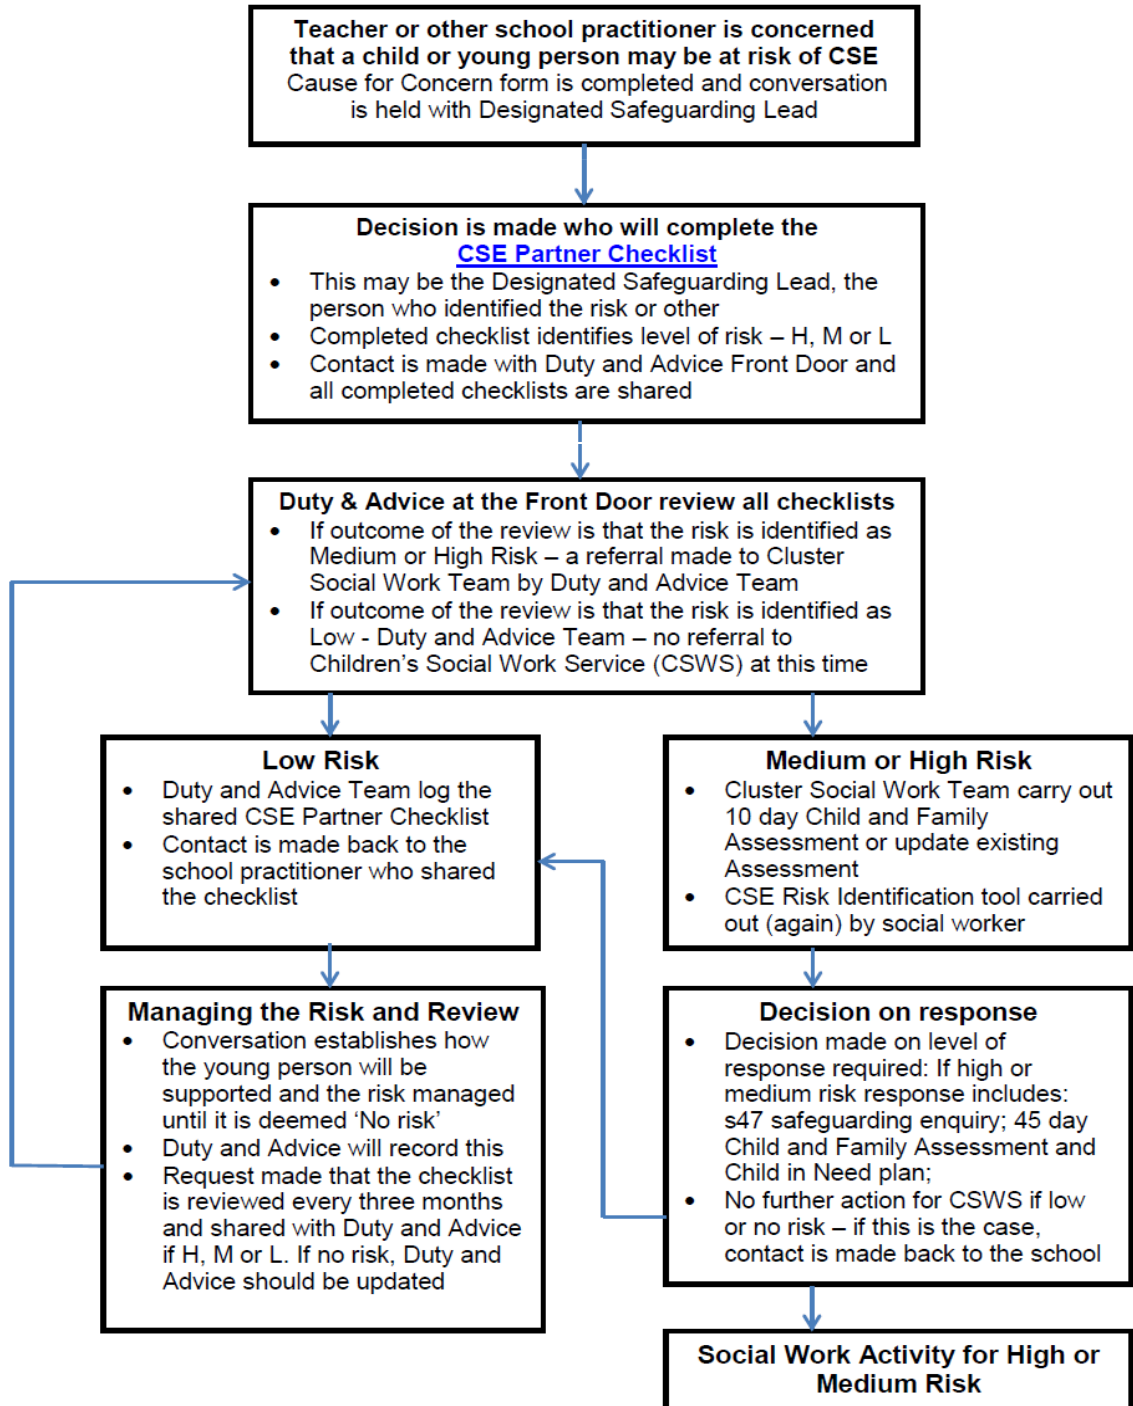 Teacher or other school practitioner is concerned
that a child or young person may be at risk of CSE
Cause for Concern form is completed and conversation
is held with Designated Safeguarding Lead
Decision is made who will complete the
CSE Partner Checklist
• This may be the Designated Safeguarding Lead, the
person who identified the risk or other
• Completed checklist identifies level of risk – H, M or L
• Contact is made with Duty and Advice Front Door and
all completed checklists are shared
Duty & Advice at the Front Door review all checklists
• If outcome of the review is that the risk is identified as
Medium or High Risk – a referral made to Cluster
Social Work Team by Duty and Advice Team
• If outcome of the review is that the risk is identified as
Low - Duty and Advice Team – no referral to
Children's Social Work Service (CSWS) at this time
Low Risk
• Duty and Advice Team log the
shared CSE Partner Checklist
• Contact is made back to the
school practitioner who shared
the checklist
Medium or High Risk
• Cluster Social Work Team carry out
10 day Child and Family
Assessment or update existing
Assessment
• CSE Risk Identification tool carried
out (again) by social worker
Managing the Risk and Review
• Conversation establishes how
the young person will be
supported and the risk managed
until it is deemed 'No risk'
• Duty and Advice will record this
• Request made that the checklist
is reviewed every three months
and shared with Duty and Advice
if H, M or L. If no risk, Duty and
Advice should be updated
Decision on response
• Decision made on level of
response required: If high or
medium risk response includes:
s47 safeguarding enquiry; 45 day
Child and Family Assessment and
Child in Need plan;
• No further action for CSWS if low
or no risk – if this is the case,
contact is made back to the school
Social Work Activity for High or
Medium Risk